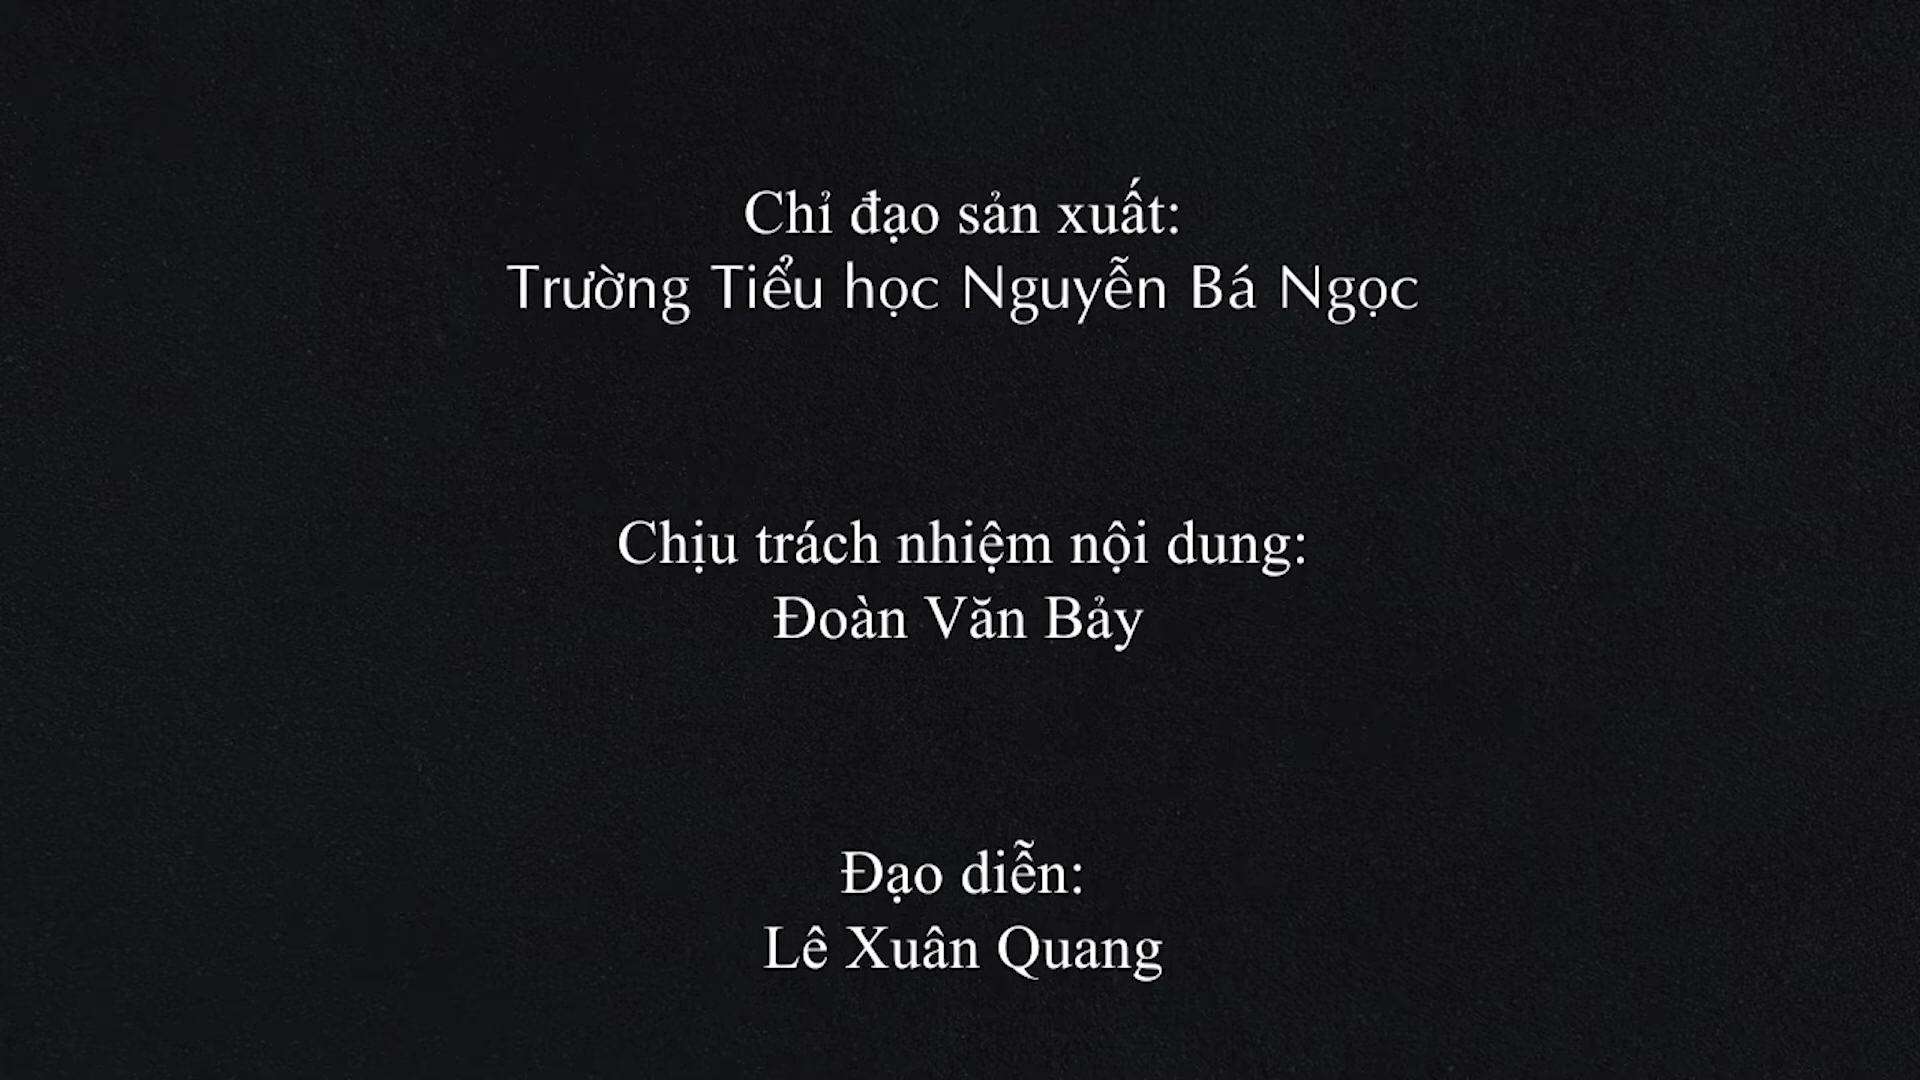 Chỉ đạo sản xuất:
Trường Tiểu học Nguyễn Bá Ngọc
Chịu trách nhiệm nội dung:
Đoàn Văn Bảy
Đạo diễn:
Lê Xuân Quang